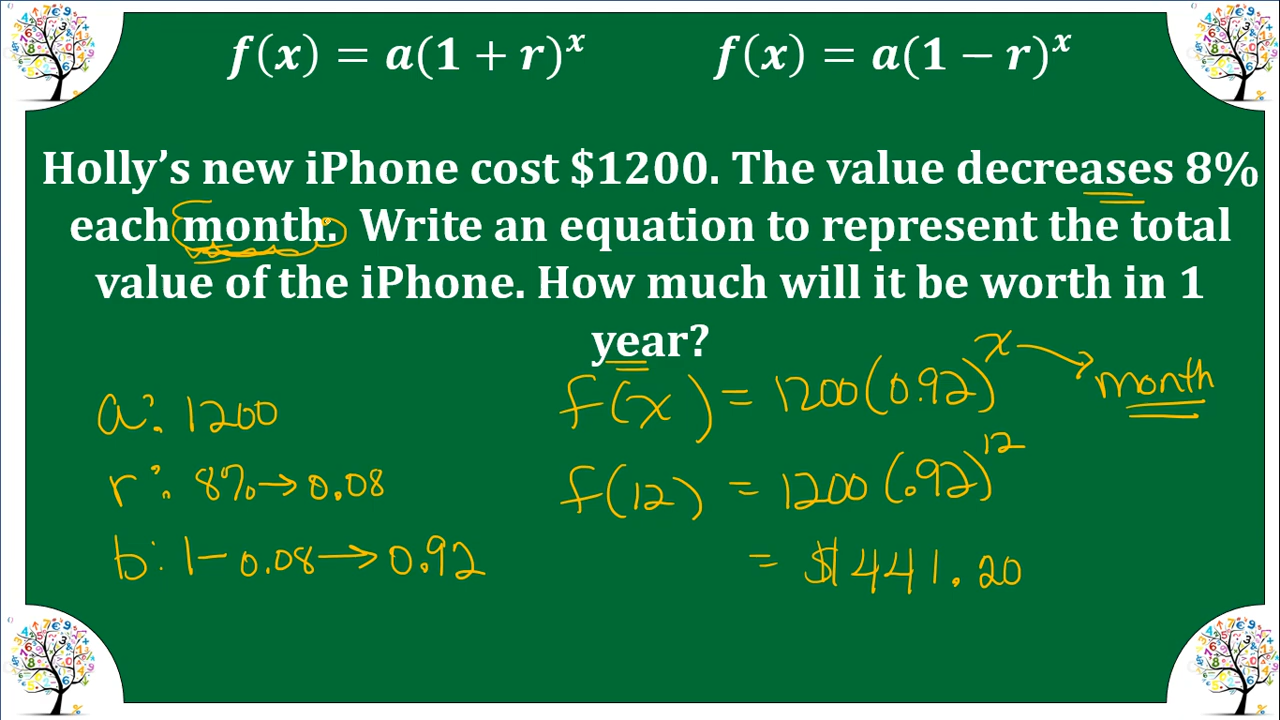 f(x) = a(1 + r)^x f(x) = a(1 − r)^x
Holly’s new iPhone cost $1200. The value decreases 8%
each month. Write an equation to represent the total
value of the iPhone. How much will it be worth in 1
year?
a: 1200
r: 8% → 0.08
b: 1 − 0.08 → 0.92
f(x) = 1200(0.92)^x → month
f(12) = 1200(.92)^12
= $441.20